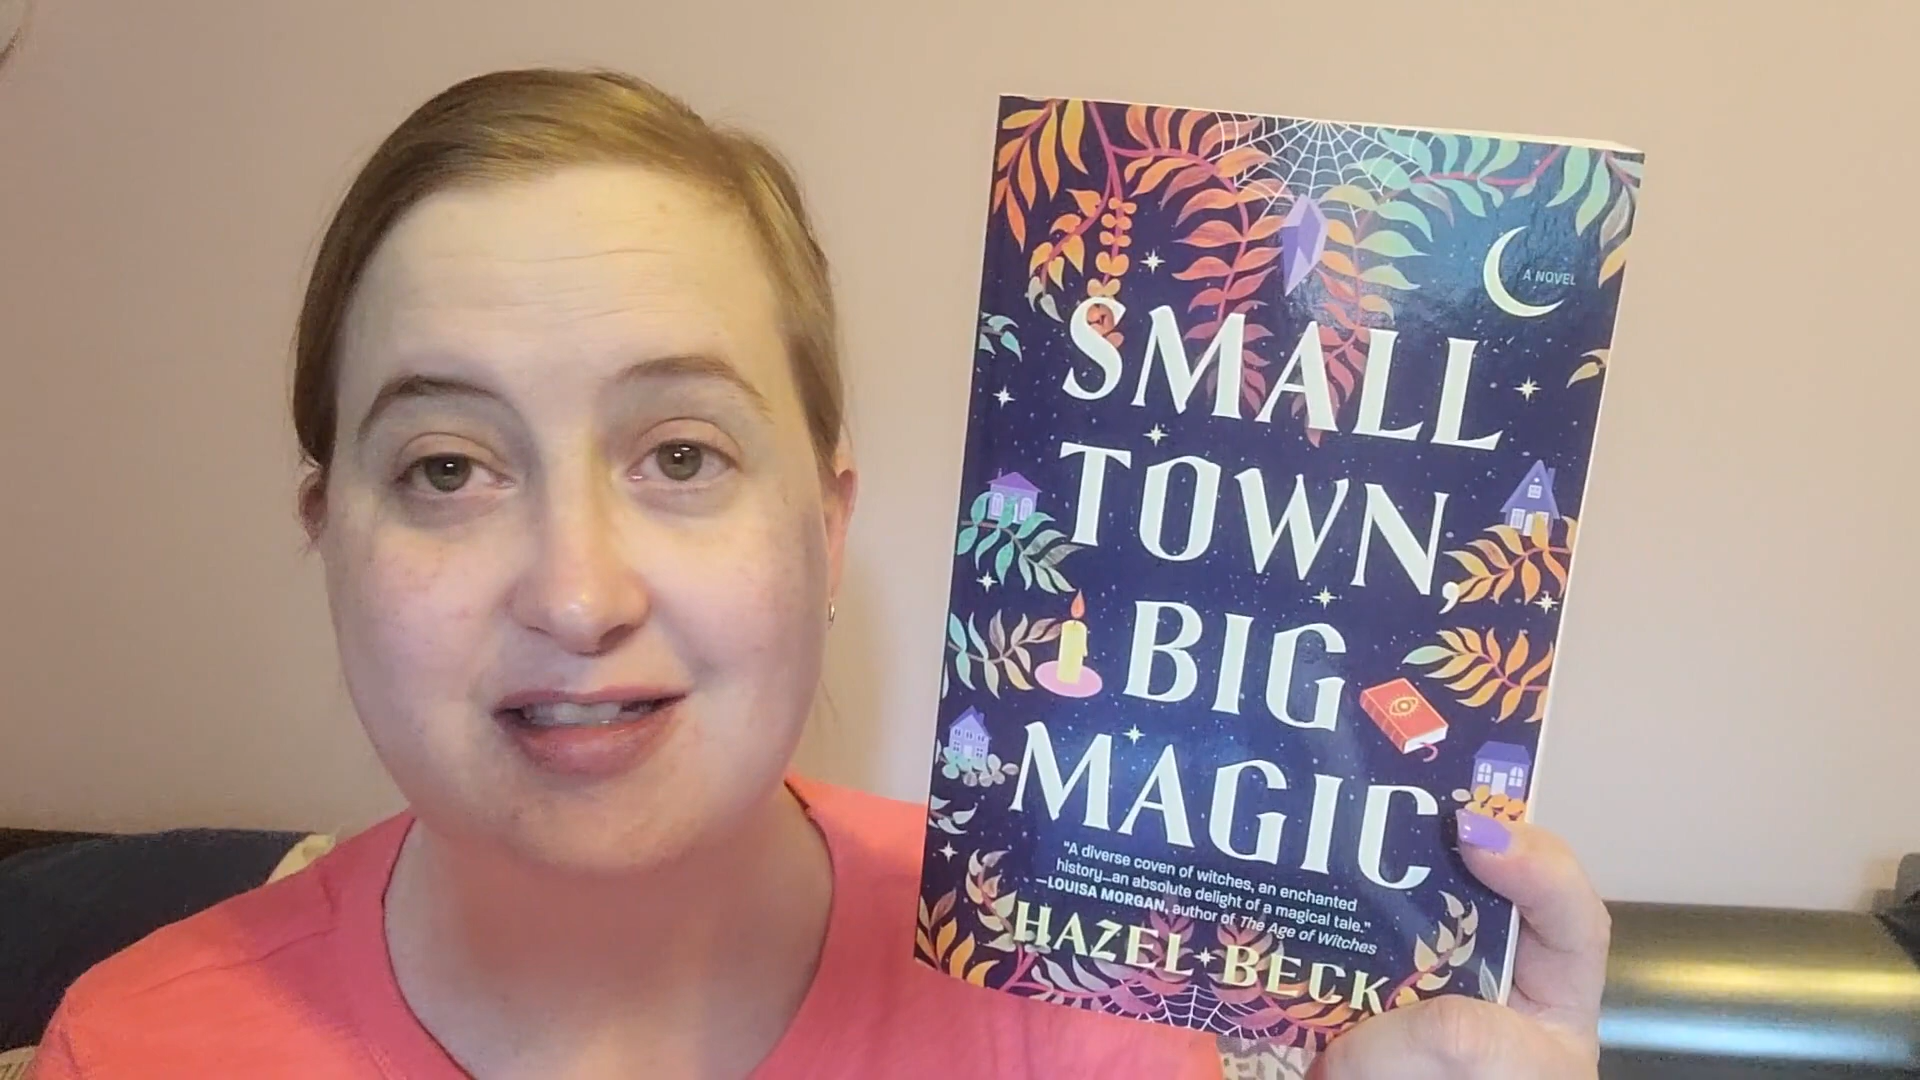 A NOVEL
SMALL
TOWN,
BIG
MAGIC
"A diverse coven of witches, an enchanted
history—an absolute delight of a magical tale."
—LOUISA MORGAN, author of The Age of Witches
HAZEL BECK